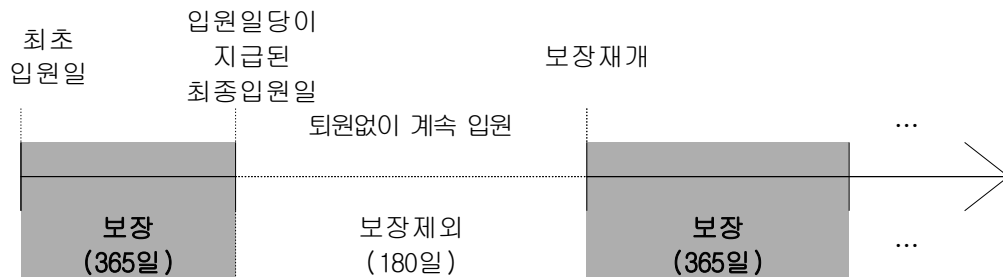 최초
입원일
입원일당이
지급된
최종입원일
보장재개
퇴원없이 계속 입원
...
보장
(365일)
보장제외
(180일)
보장
(365일)
...